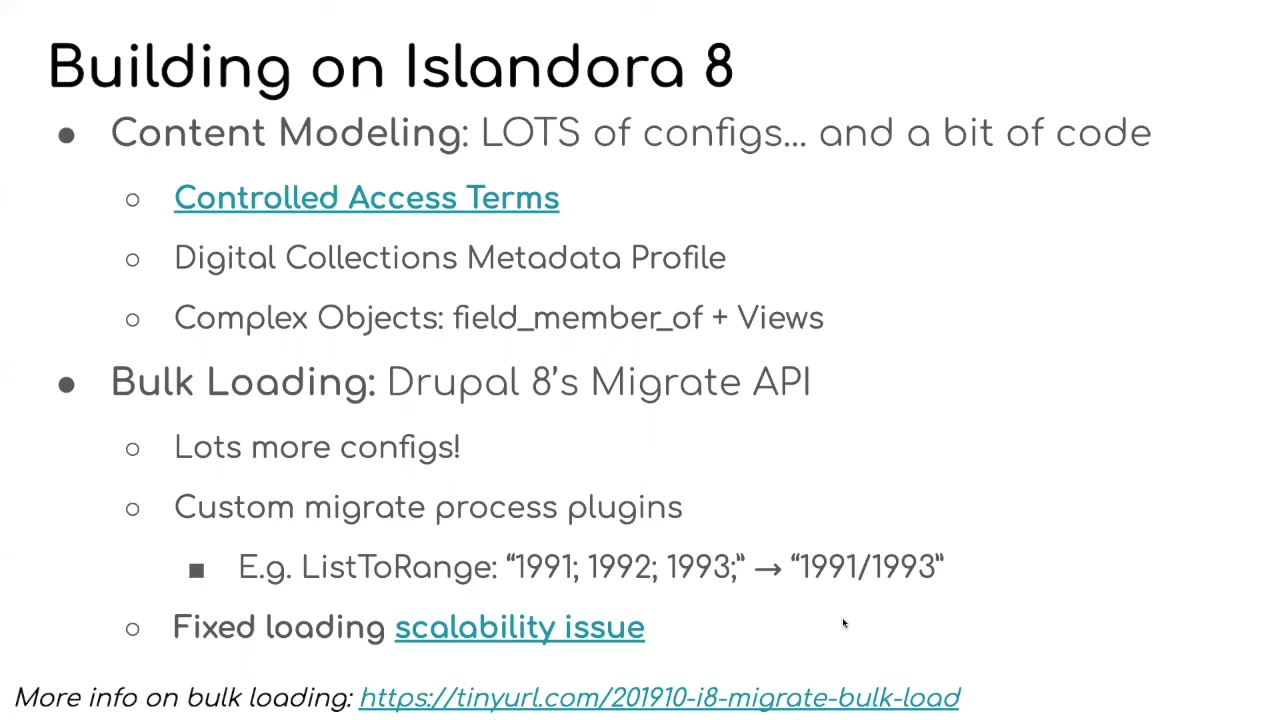 Building on Islandora 8
● Content Modeling: LOTS of configs... and a bit of code
○ Controlled Access Terms
○ Digital Collections Metadata Profile
○ Complex Objects: field_member_of + Views
● Bulk Loading: Drupal 8’s Migrate API
○ Lots more configs!
○ Custom migrate process plugins
■ E.g. ListToRange: “1991; 1992; 1993;” → “1991/1993”
○ Fixed loading scalability issue
More info on bulk loading: https://tinyurl.com/201910-i8-migrate-bulk-load